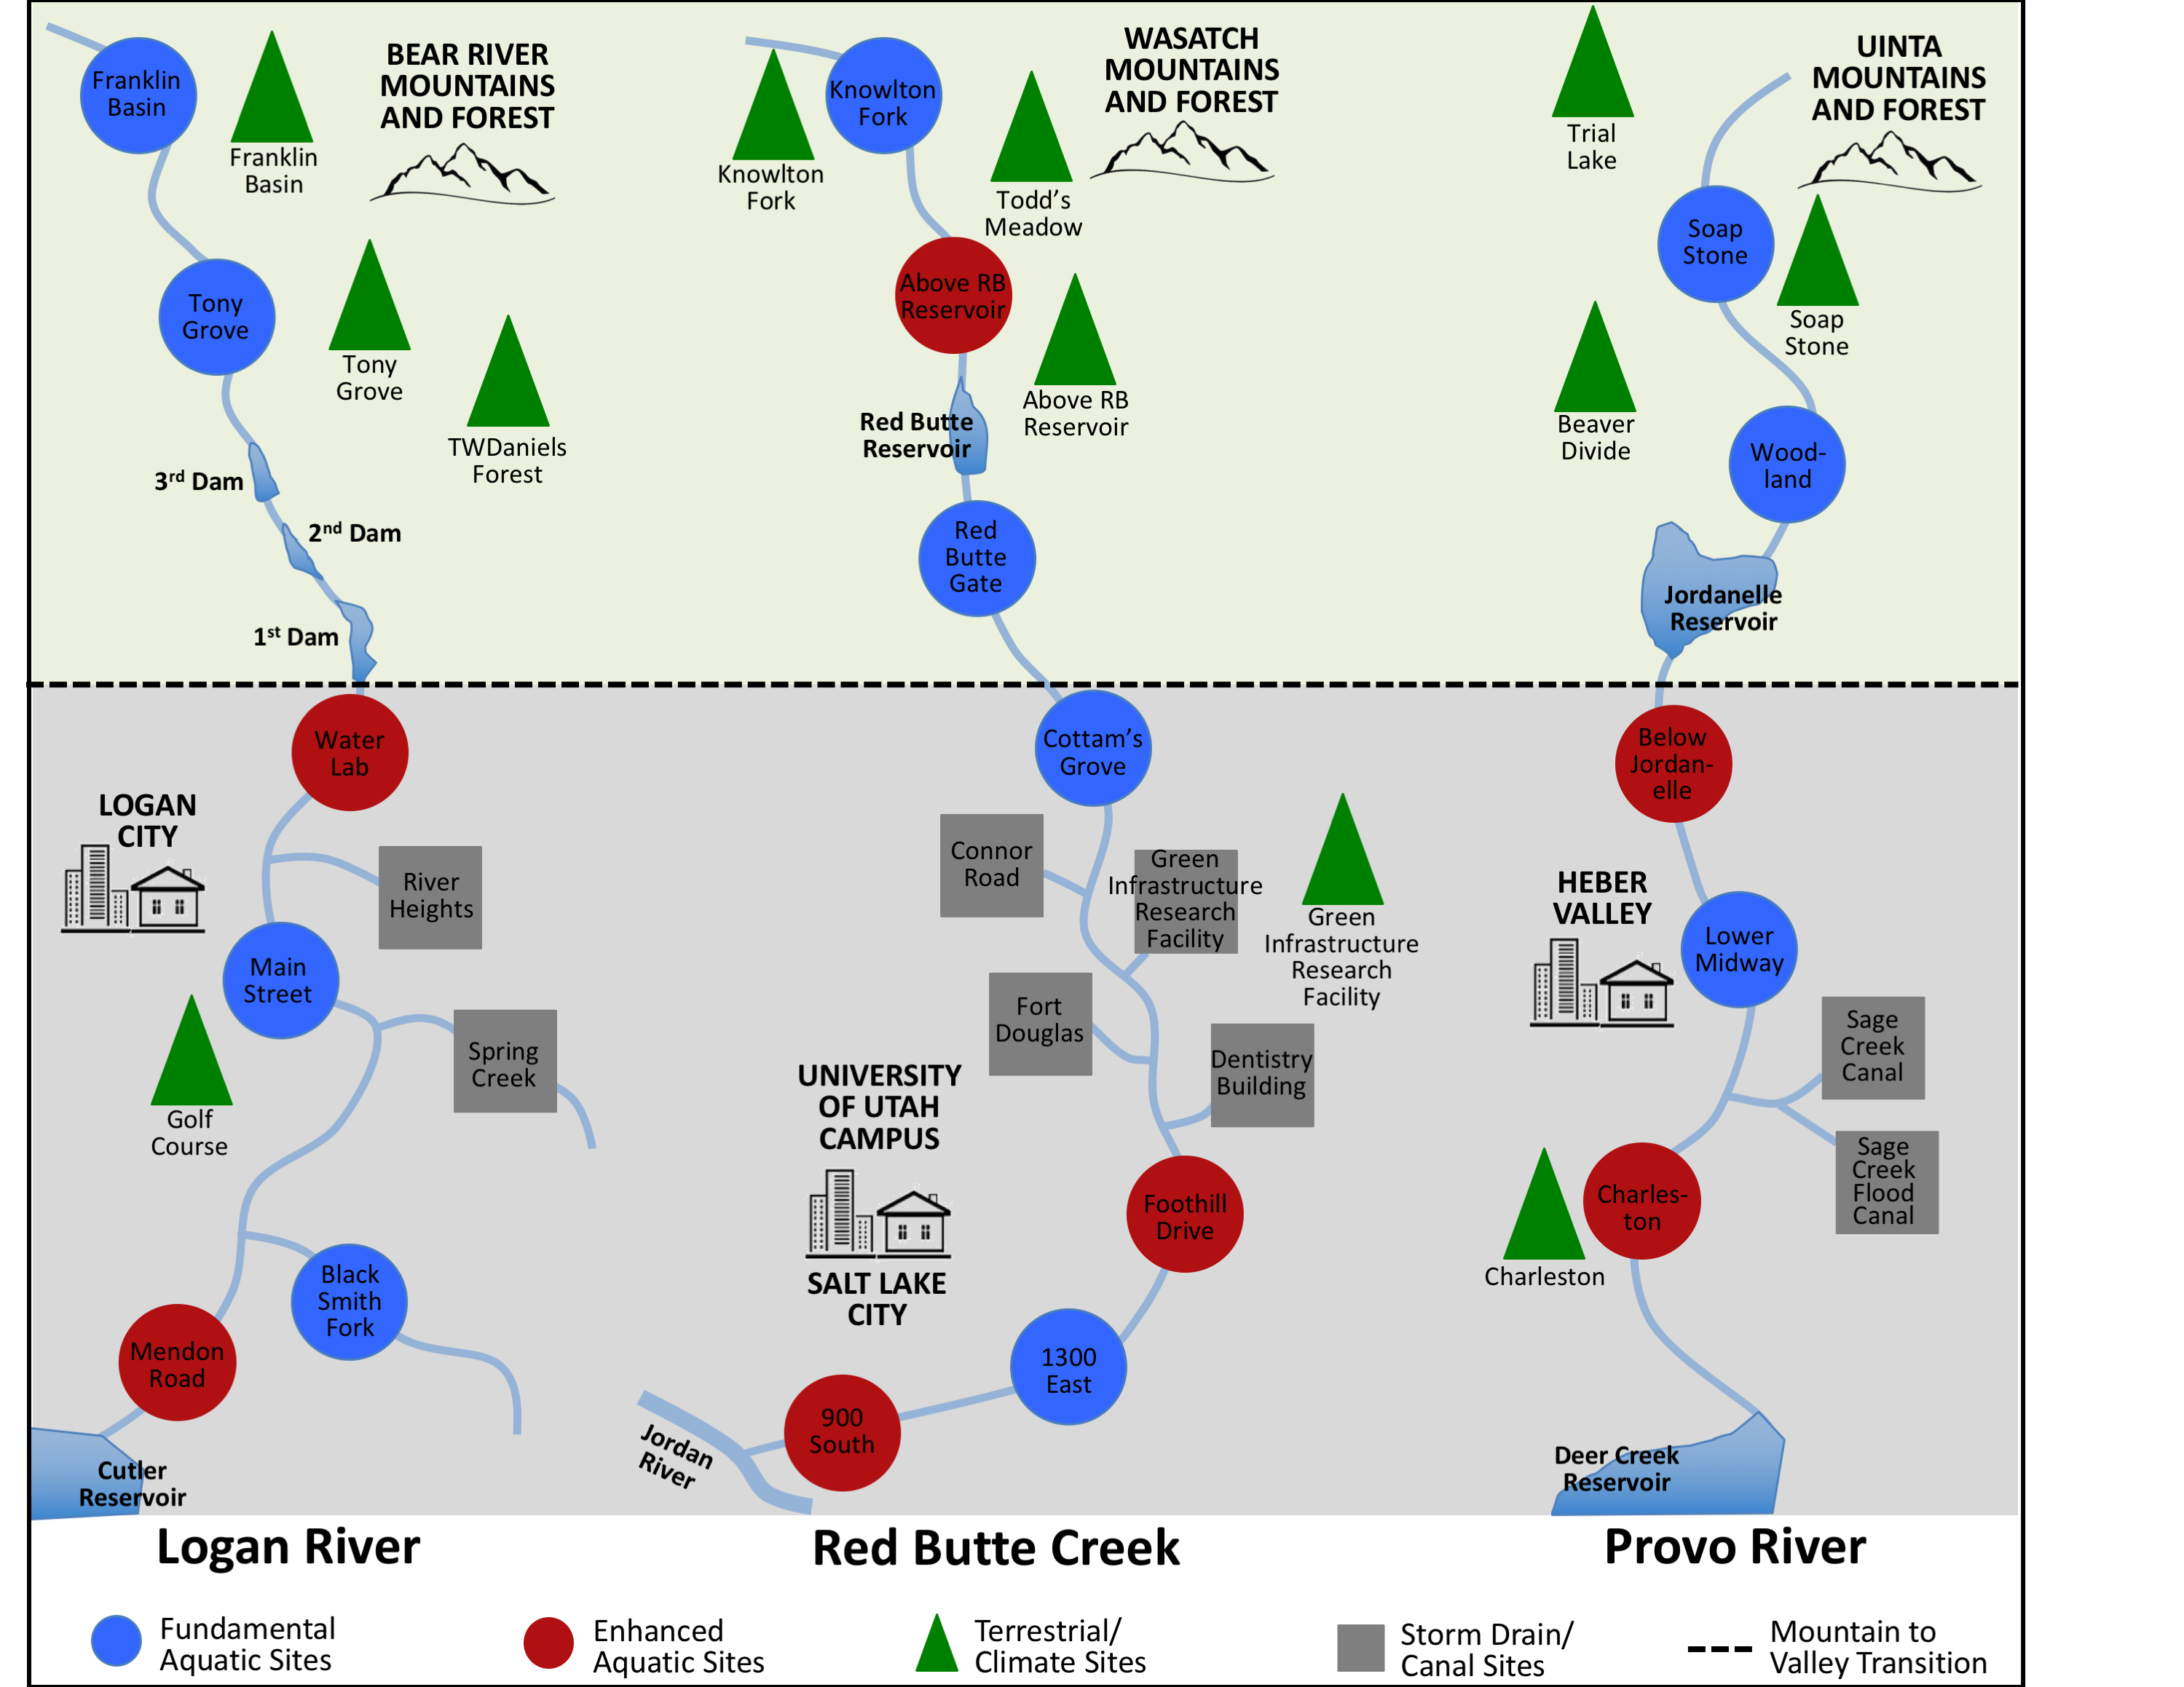 Franklin
Basin
Franklin
Basin
BEAR RIVER
MOUNTAINS
AND FOREST
Tony
Grove
Tony
Grove
TWDaniels
Forest
3rd Dam
2nd Dam
1st Dam
Knowlton
Fork
Knowlton
Fork
WASATCH
MOUNTAINS
AND FOREST
Todd's
Meadow
Above RB
Reservoir
Above RB
Reservoir
Red Butte
Reservoir
Red
Butte
Gate
Trial
Lake
UINTA
MOUNTAINS
AND FOREST
Soap
Stone
Soap
Stone
Beaver
Divide
Wood-
land
Jordanelle
Reservoir
Water
Lab
LOGAN
CITY
River
Heights
Main
Street
Spring
Creek
Golf
Course
Black
Smith
Fork
Mendon
Road
Cutler
Reservoir
Cottam's
Grove
Connor
Road
Green
Infrastructure
Research
Facility
Green
Infrastructure
Research
Facility
Fort
Douglas
Dentistry
Building
UNIVERSITY
OF UTAH
CAMPUS
SALT LAKE
CITY
Foothill
Drive
1300
East
900
South
Jordan
River
Below
Jordan-
elle
HEBER
VALLEY
Lower
Midway
Sage
Creek
Canal
Sage
Creek
Flood
Canal
Charles-
ton
Charleston
Deer Creek
Reservoir
Logan River
Red Butte Creek
Provo River
Fundamental
Aquatic Sites
Enhanced
Aquatic Sites
Terrestrial/
Climate Sites
Storm Drain/
Canal Sites
Mountain to
Valley Transition